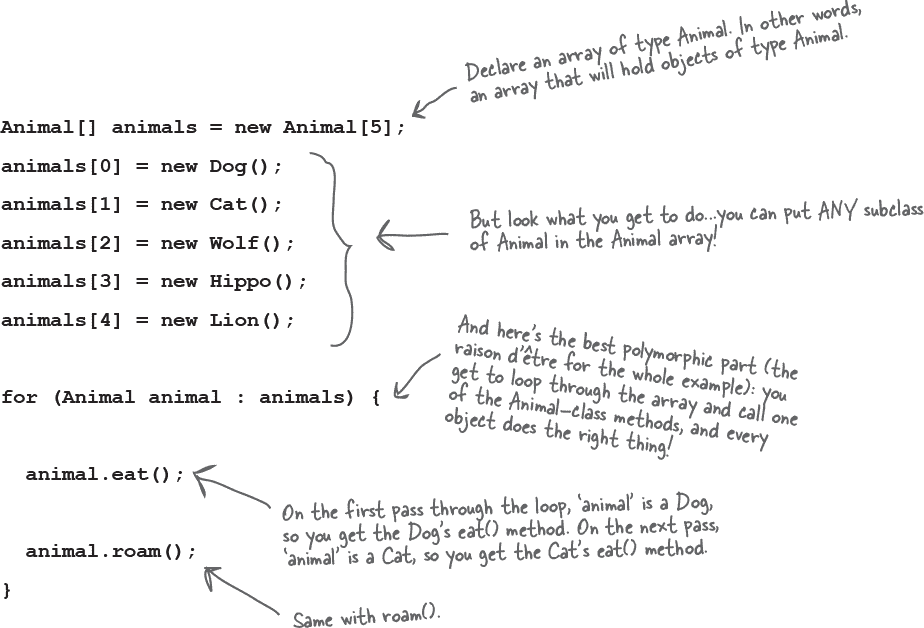 Declare an array of type Animal. In other words,
an array that will hold objects of type Animal.
Animal[] animals = new Animal[5];
animals[0] = new Dog();
animals[1] = new Cat();
animals[2] = new Wolf();
animals[3] = new Hippo();
animals[4] = new Lion();
But look what you get to do...you can put ANY subclass
of Animal in the Animal array!
And here's the best polymorphic part (the
raison d'être for the whole example): you
get to loop through the array and call one
of the Animal-class methods, and every
object does the right thing!
for (Animal animal : animals) {
animal.eat();
On the first pass through the loop, 'animal' is a Dog,
so you get the Dog's eat() method. On the next pass,
'animal' is a Cat, so you get the Cat's eat() method.
animal.roam();
Same with roam().
}